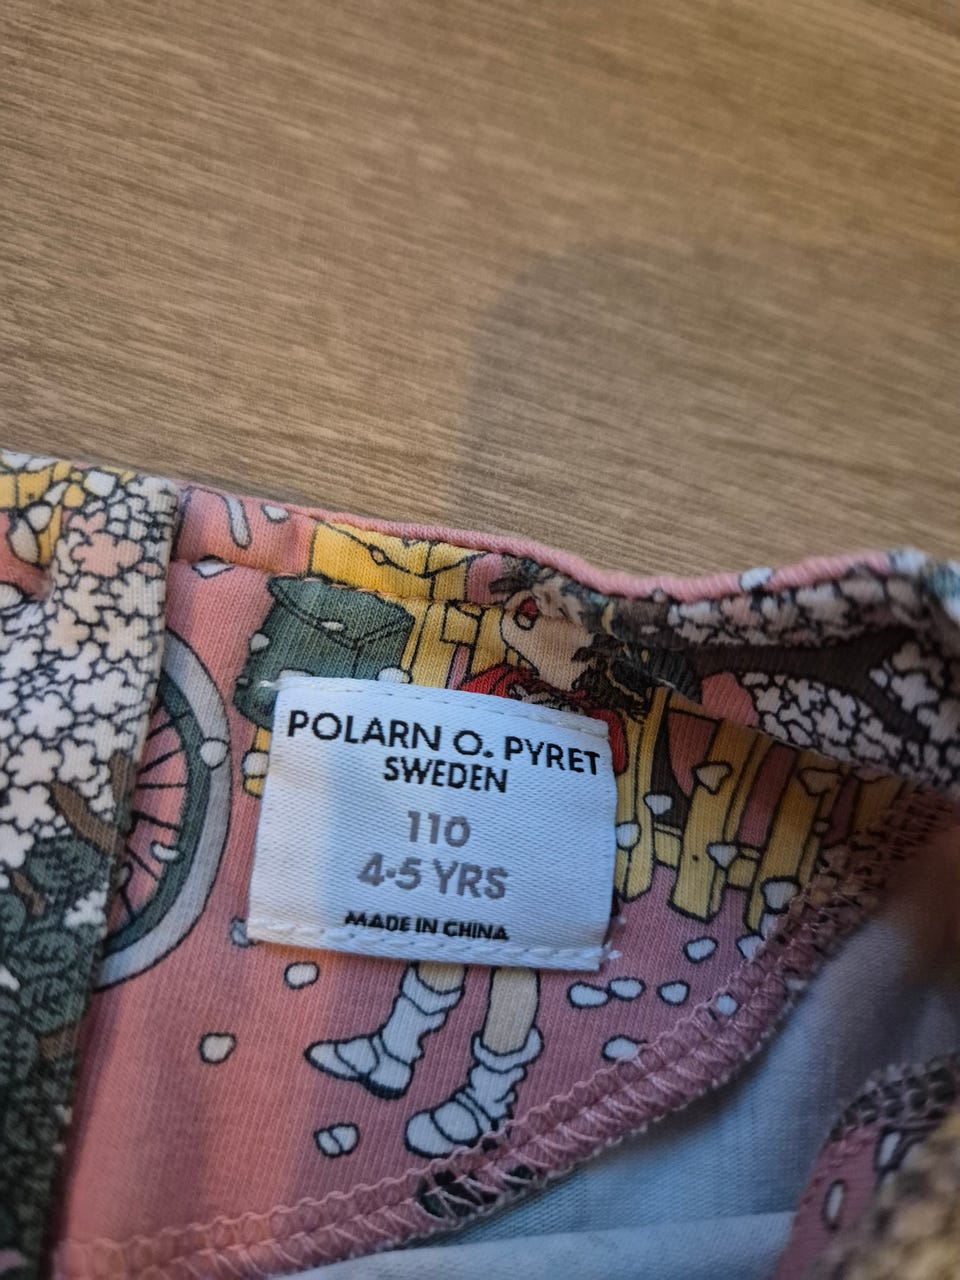 POLARN O. PYRET
SWEDEN
110
4-5 YRS
MADE IN CHINA